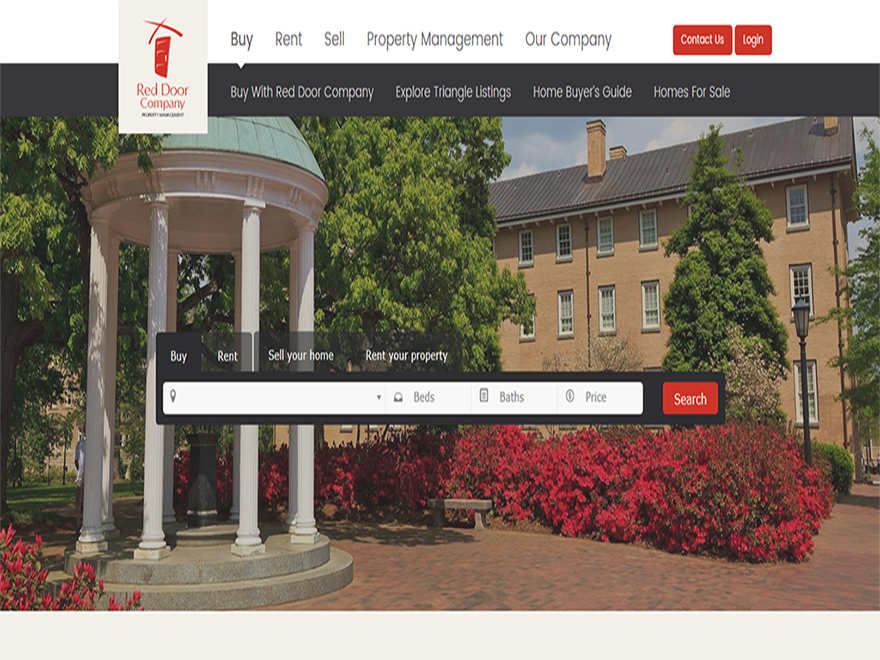 Buy Rent Sell Property Management Our Company
Contact Us Login
Red Door
Company
PROPERTY MANAGEMENT
Buy With Red Door Company Explore Triangle Listings Home Buyer's Guide Homes For Sale
Buy Rent Sell your home Rent your property
Beds Baths Price Search